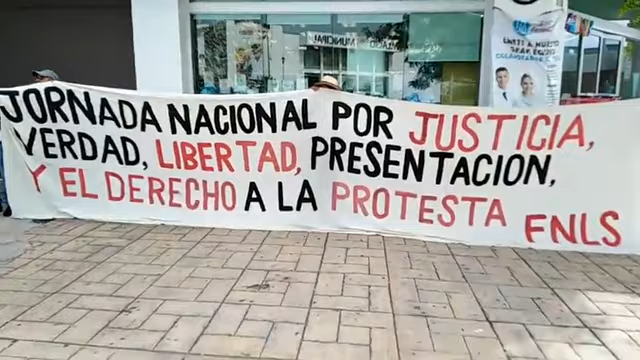 JORNADA NACIONAL POR JUSTICIA,
VERDAD, LIBERTAD, PRESENTACION,
Y EL DERECHO A LA PROTESTA FNLS